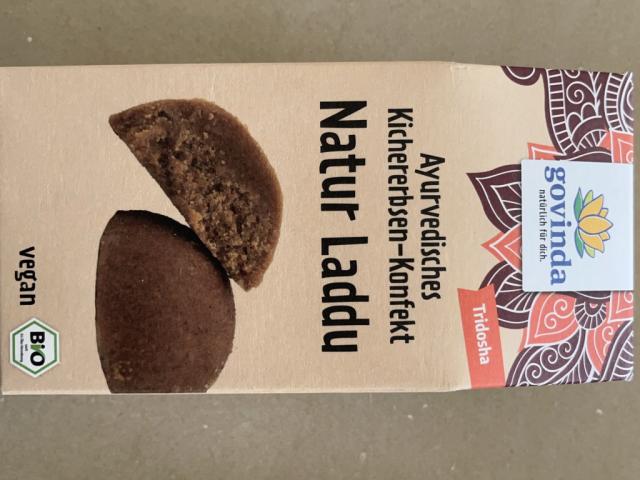 govinda
natürlich für dich.
Tridosha
Ayurvedisches
Kichererbsen-Konfekt
Natur Laddu
vegan
BIO